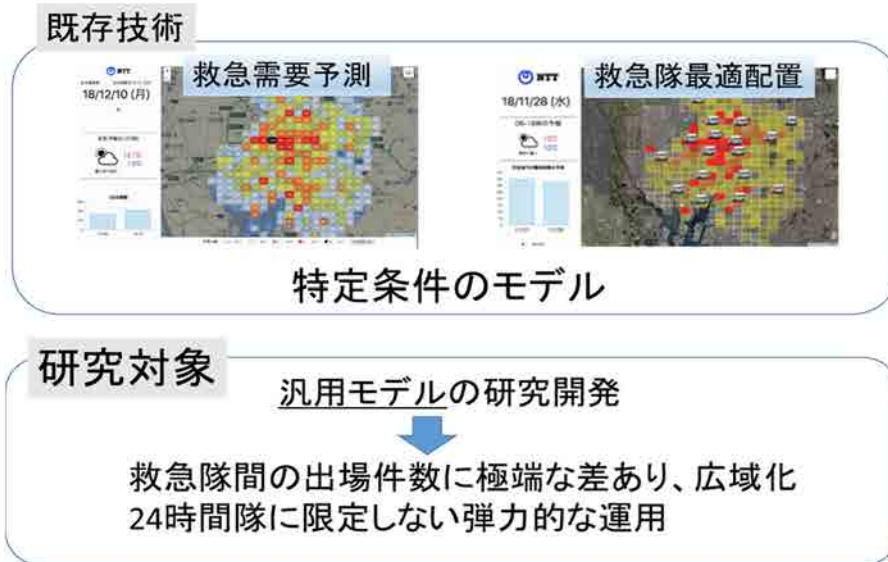 既存技術
NTT
救急需要予測
18/12/10 (月)
NTT
救急隊最適配置
18/11/28 (水)
特定条件のモデル
研究対象
汎用モデルの研究開発
救急隊間の出場件数に極端な差あり、広域化
24時間隊に限定しない弾力的な運用